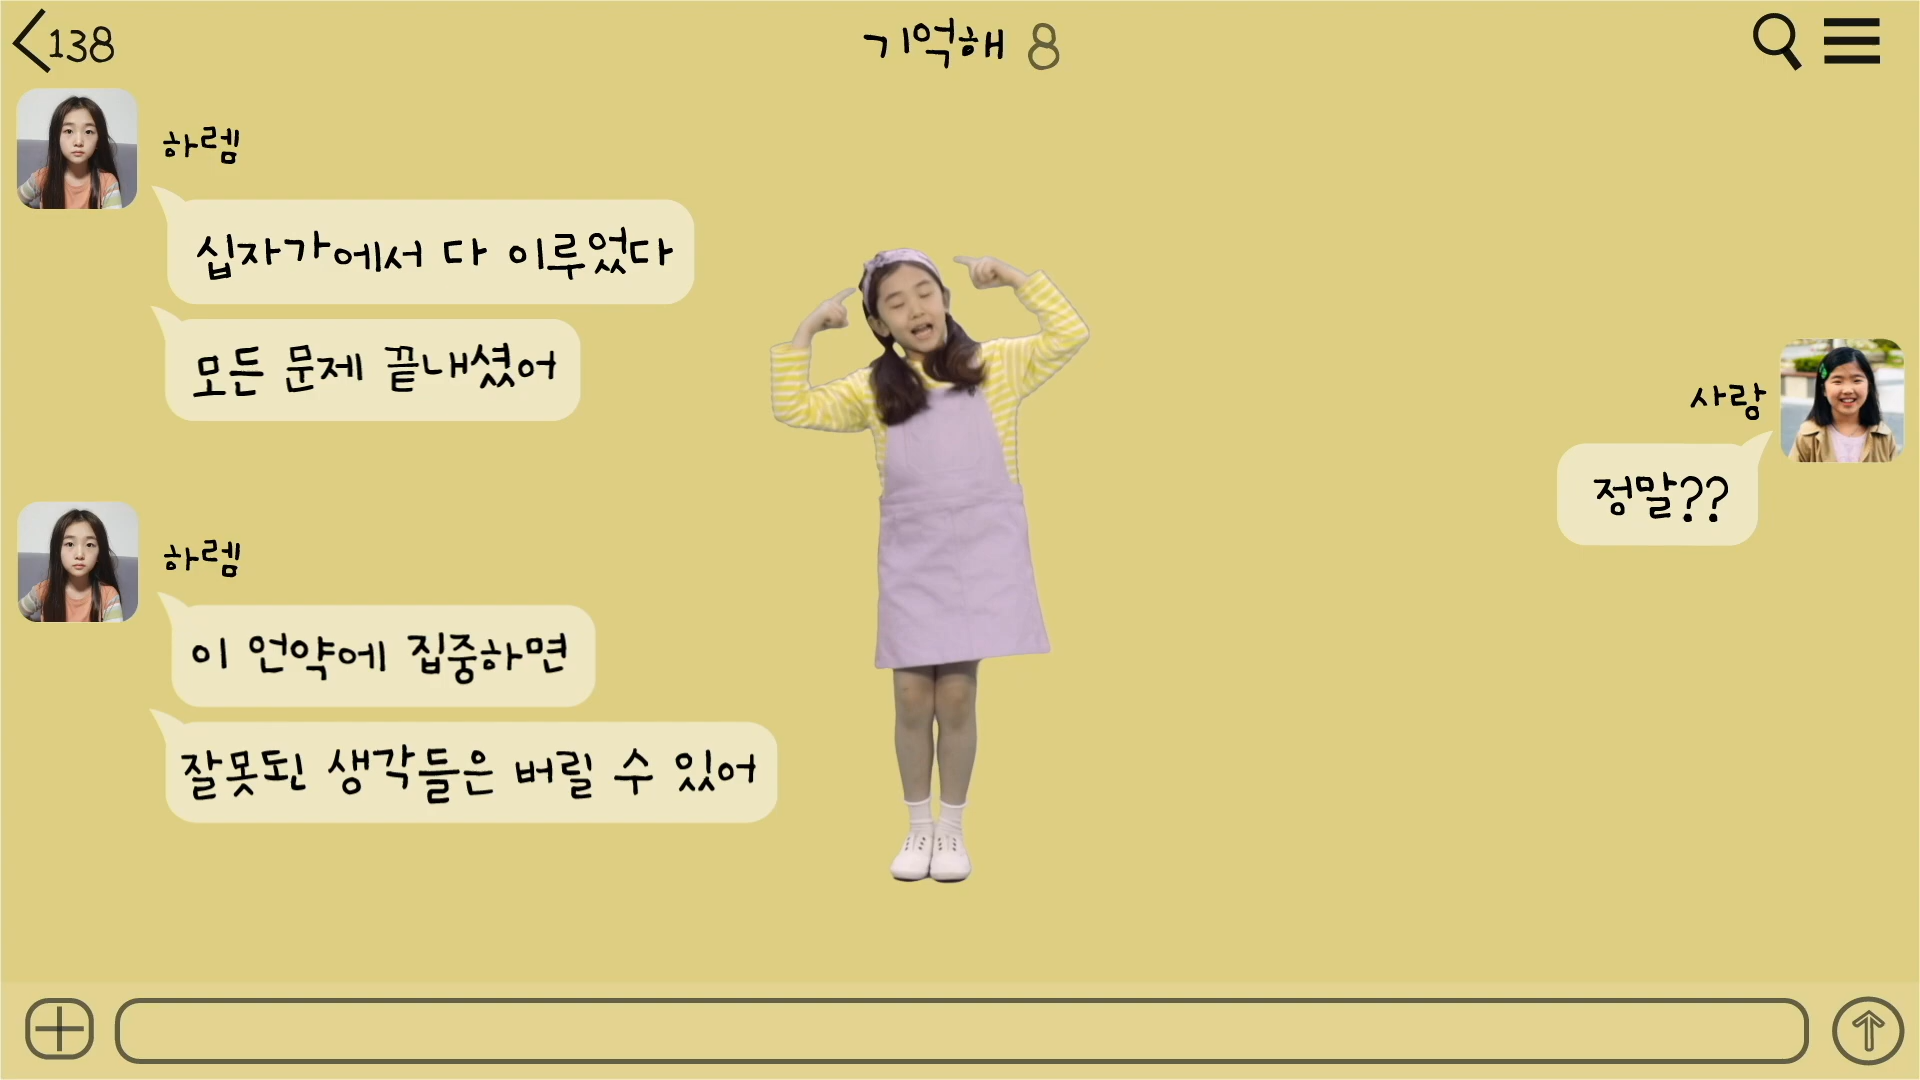 138
기억해 8
하렘
십자가에서 다 이루었다
모든 문제 끝내셨어
사랑
정말??
하렘
이 언약에 집중하면
잘못된 생각들은 버릴 수 있어